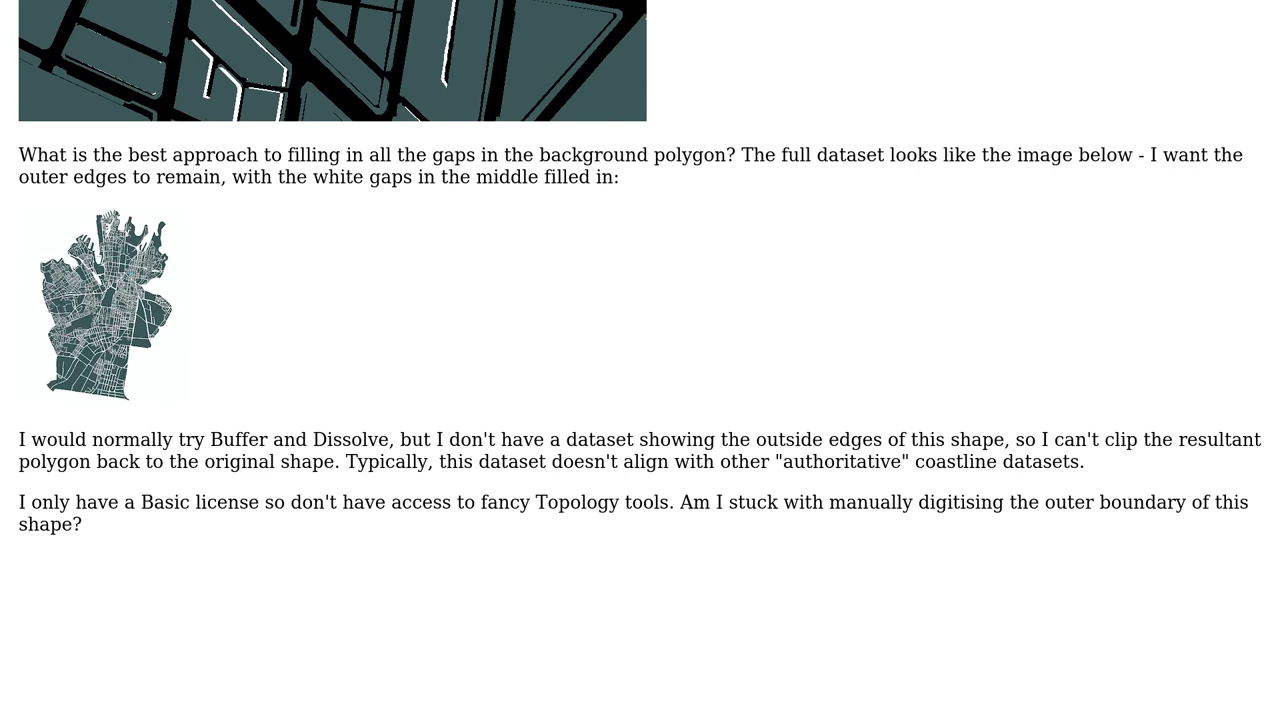 What is the best approach to filling in all the gaps in the background polygon? The full dataset looks like the image below - I want the
outer edges to remain, with the white gaps in the middle filled in:
I would normally try Buffer and Dissolve, but I don't have a dataset showing the outside edges of this shape, so I can't clip the resultant
polygon back to the original shape. Typically, this dataset doesn't align with other "authoritative" coastline datasets.
I only have a Basic license so don't have access to fancy Topology tools. Am I stuck with manually digitising the outer boundary of this
shape?